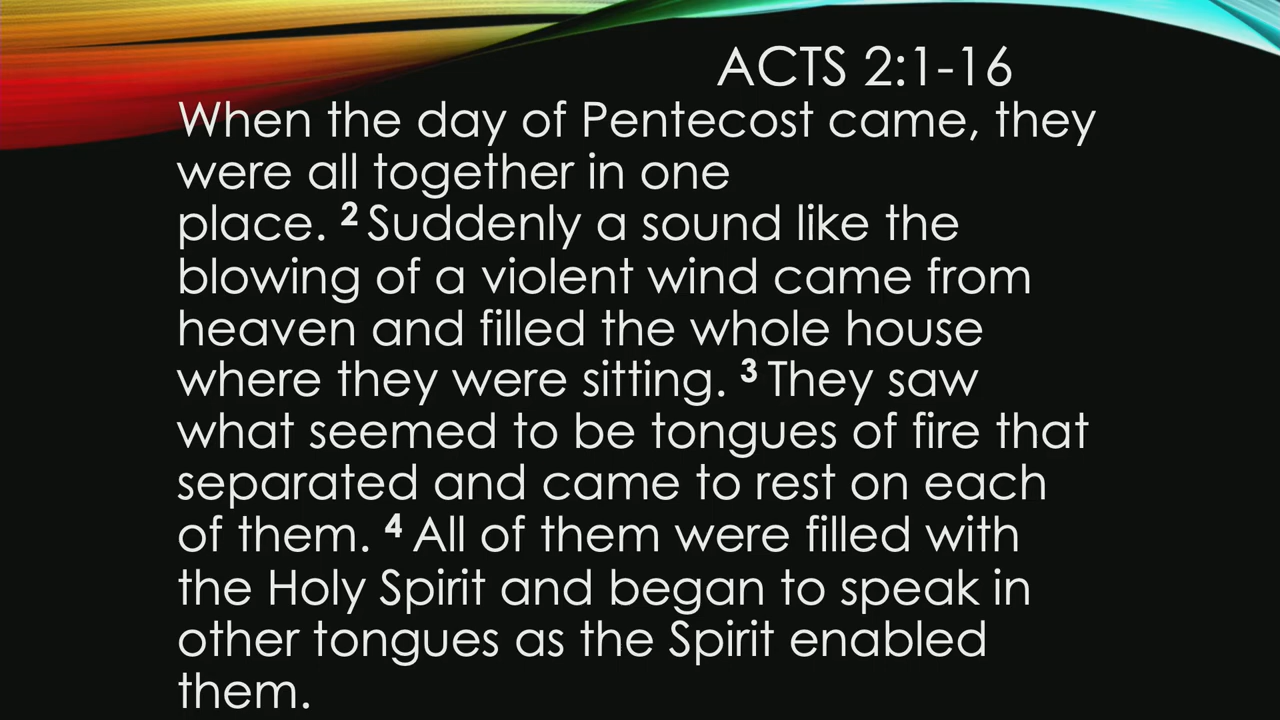 ACTS 2:1-16
When the day of Pentecost came, they
were all together in one
place. 2 Suddenly a sound like the
blowing of a violent wind came from
heaven and filled the whole house
where they were sitting. 3 They saw
what seemed to be tongues of fire that
separated and came to rest on each
of them. 4 All of them were filled with
the Holy Spirit and began to speak in
other tongues as the Spirit enabled
them.